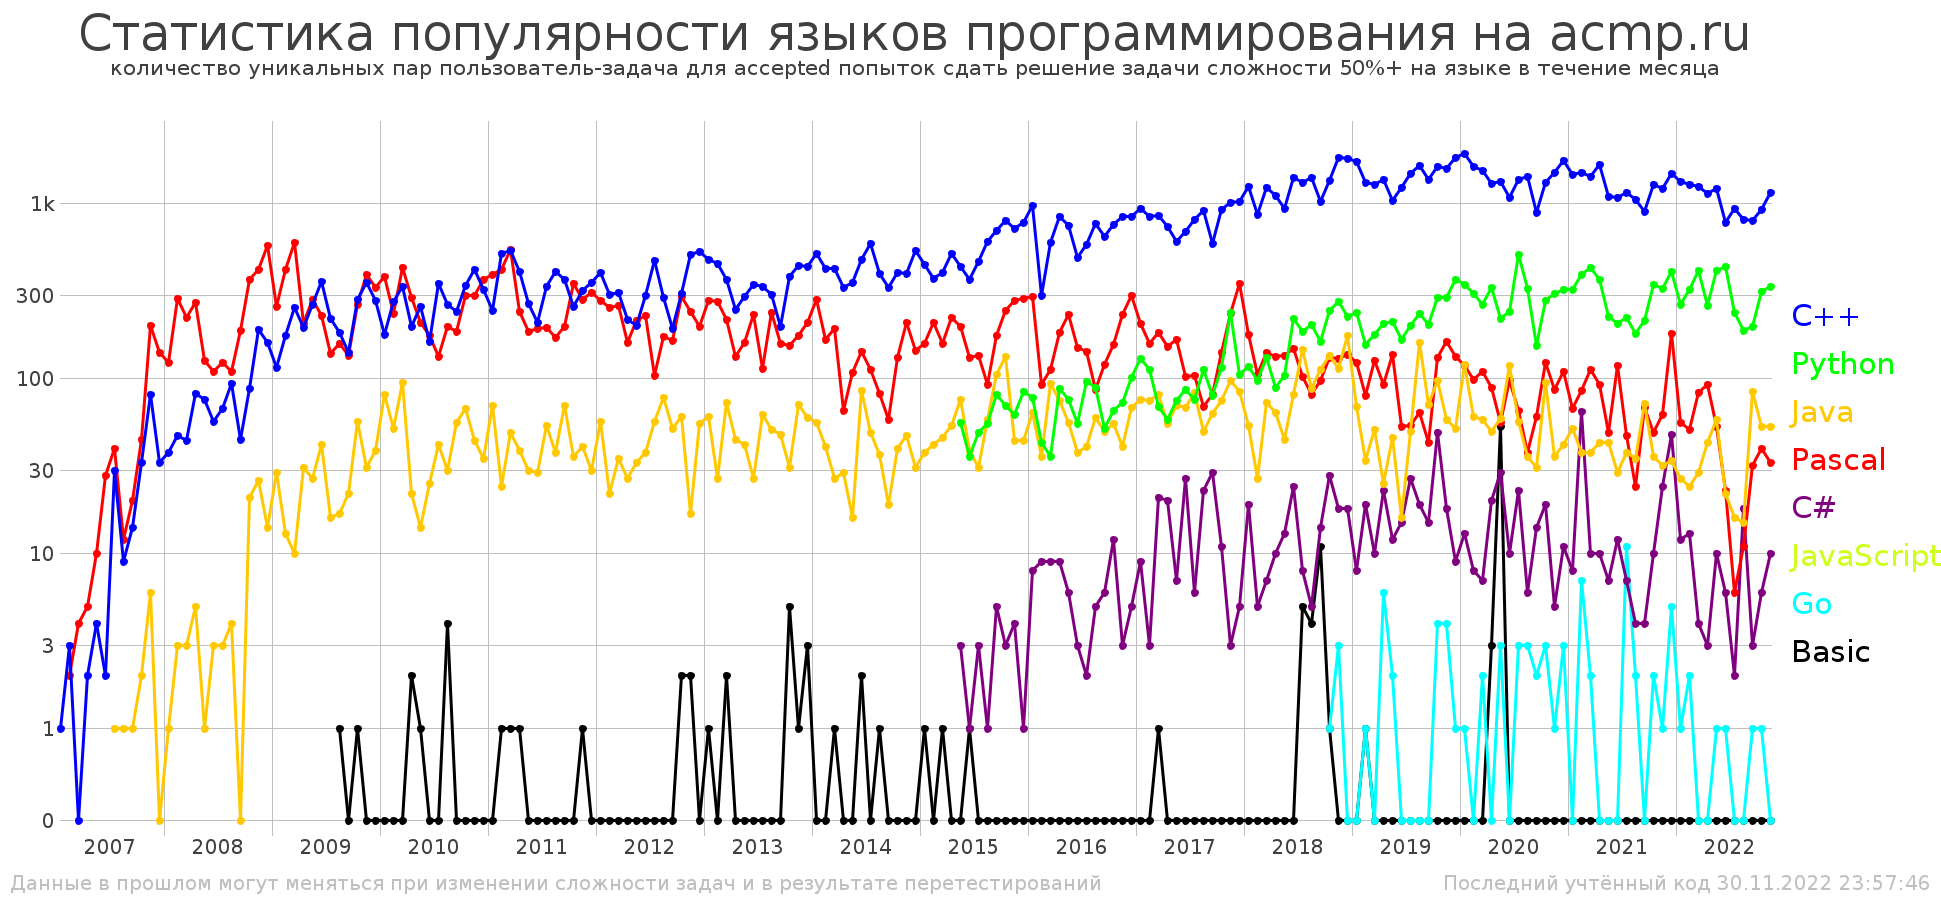 Статистика популярности языков программирования на acmp.ru
количество уникальных пар пользователь-задача для accepted попыток сдать решение задачи сложности 50%+ на языке в течение месяца
1k
300
100
30
10
3
1
0
C++
Python
Java
Pascal
C#
JavaScript
Go
Basic
2007 2008 2009 2010 2011 2012 2013 2014 2015 2016 2017 2018 2019 2020 2021 2022
Данные в прошлом могут меняться при изменении сложности задач и в результате перетестирований
Последний учтённый код 30.11.2022 23:57:46